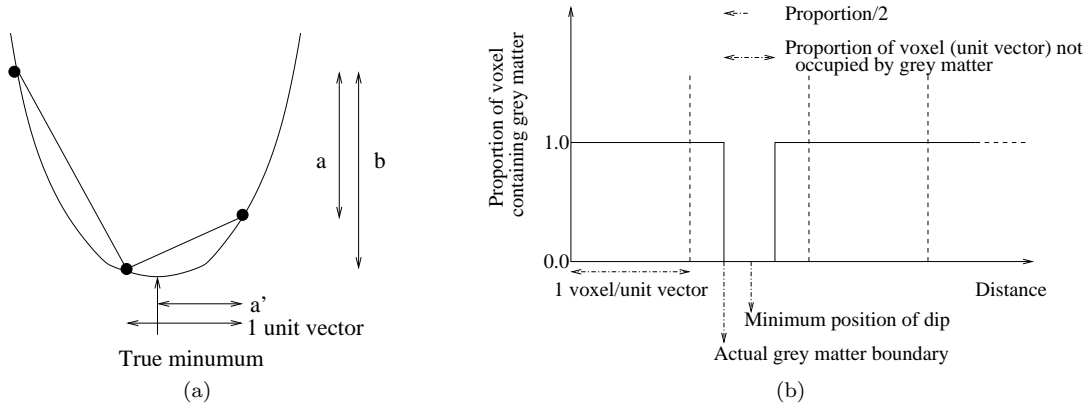 a
b
a'
1 unit vector
True minumum
(a)
Proportion/2
Proportion of voxel (unit vector) not
occupied by grey matter
Proportion of voxel
containing grey matter
1.0
0.0
1 voxel/unit vector
Distance
Minimum position of dip
Actual grey matter boundary
(b)